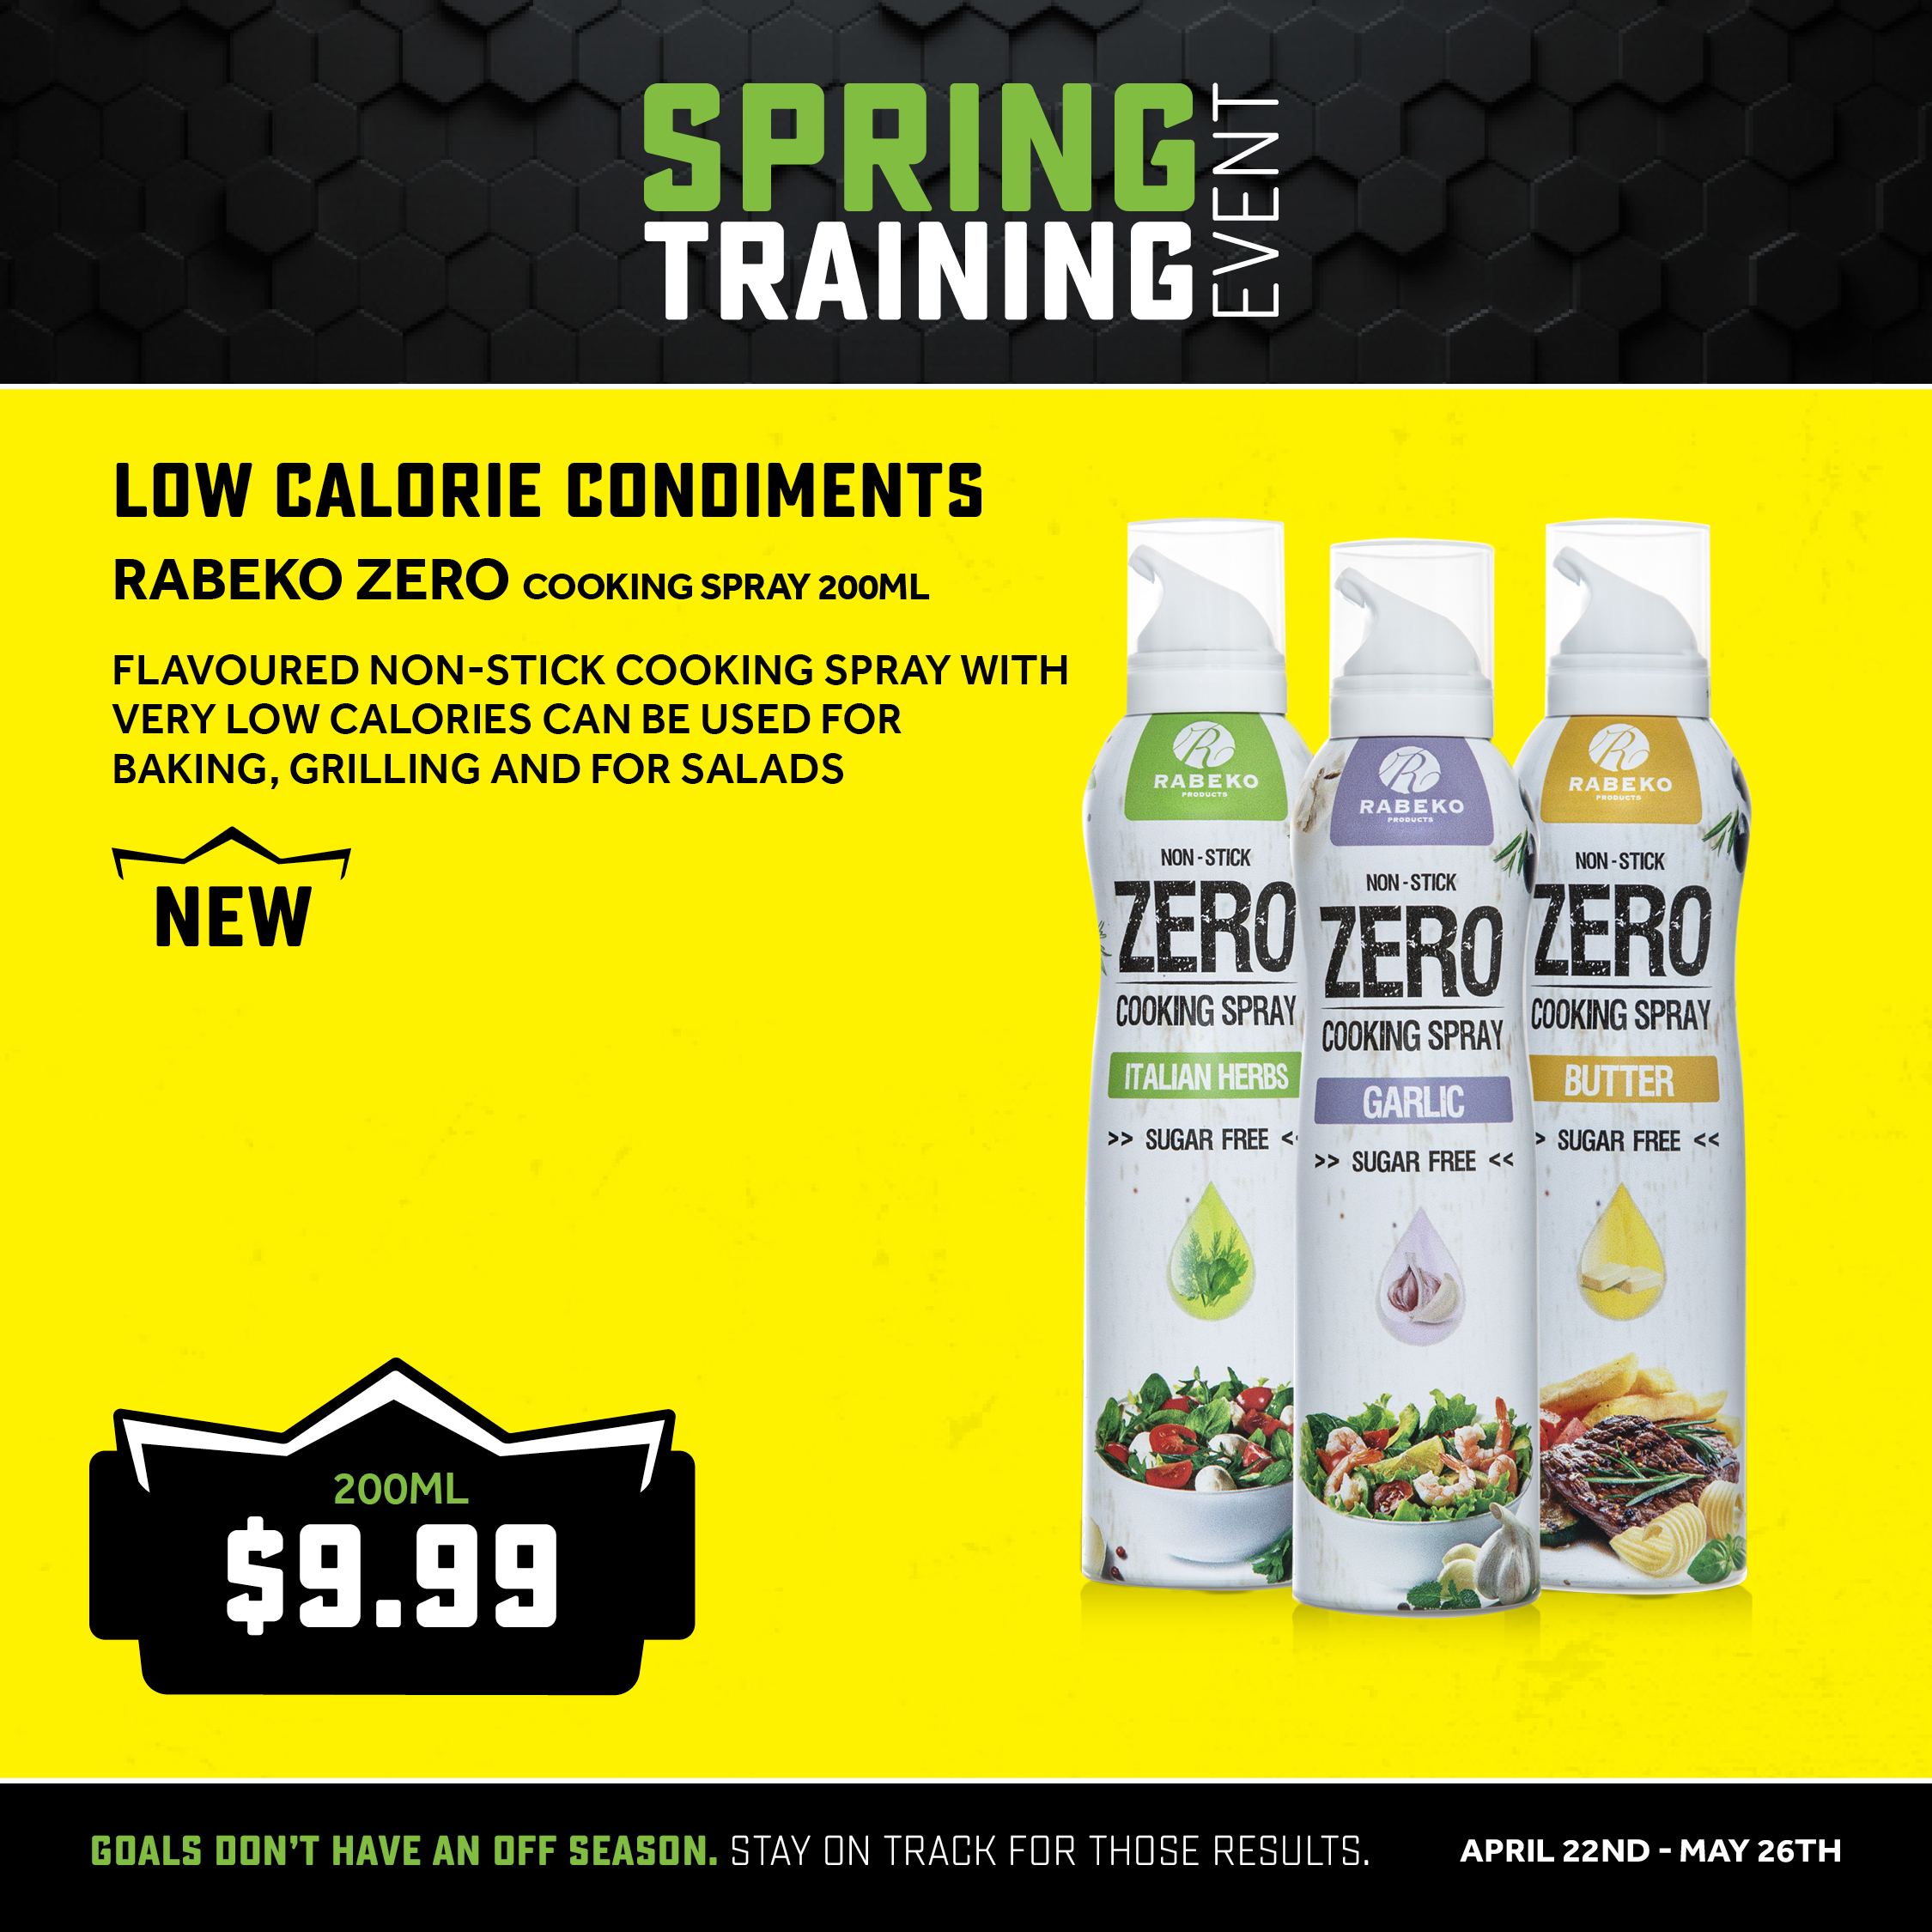 SPRING
TRAINING
EVENT
LOW CALORIE CONDIMENTS
RABEKO ZERO COOKING SPRAY 200ML
FLAVOURED NON-STICK COOKING SPRAY WITH
VERY LOW CALORIES CAN BE USED FOR
BAKING, GRILLING AND FOR SALADS
NEW
R
RABEKO
PRODUCTS
NON-STICK
ZERO
COOKING SPRAY
ITALIAN HERBS
>> SUGAR FREE <
R
RABEKO
PRODUCTS
NON-STICK
ZERO
COOKING SPRAY
GARLIC
>> SUGAR FREE <<
R
RABEKO
PRODUCTS
NON-STICK
ZERO
COOKING SPRAY
BUTTER
> SUGAR FREE <<
200ML
$9.99
GOALS DON'T HAVE AN OFF SEASON. STAY ON TRACK FOR THOSE RESULTS.
APRIL 22ND - MAY 26TH